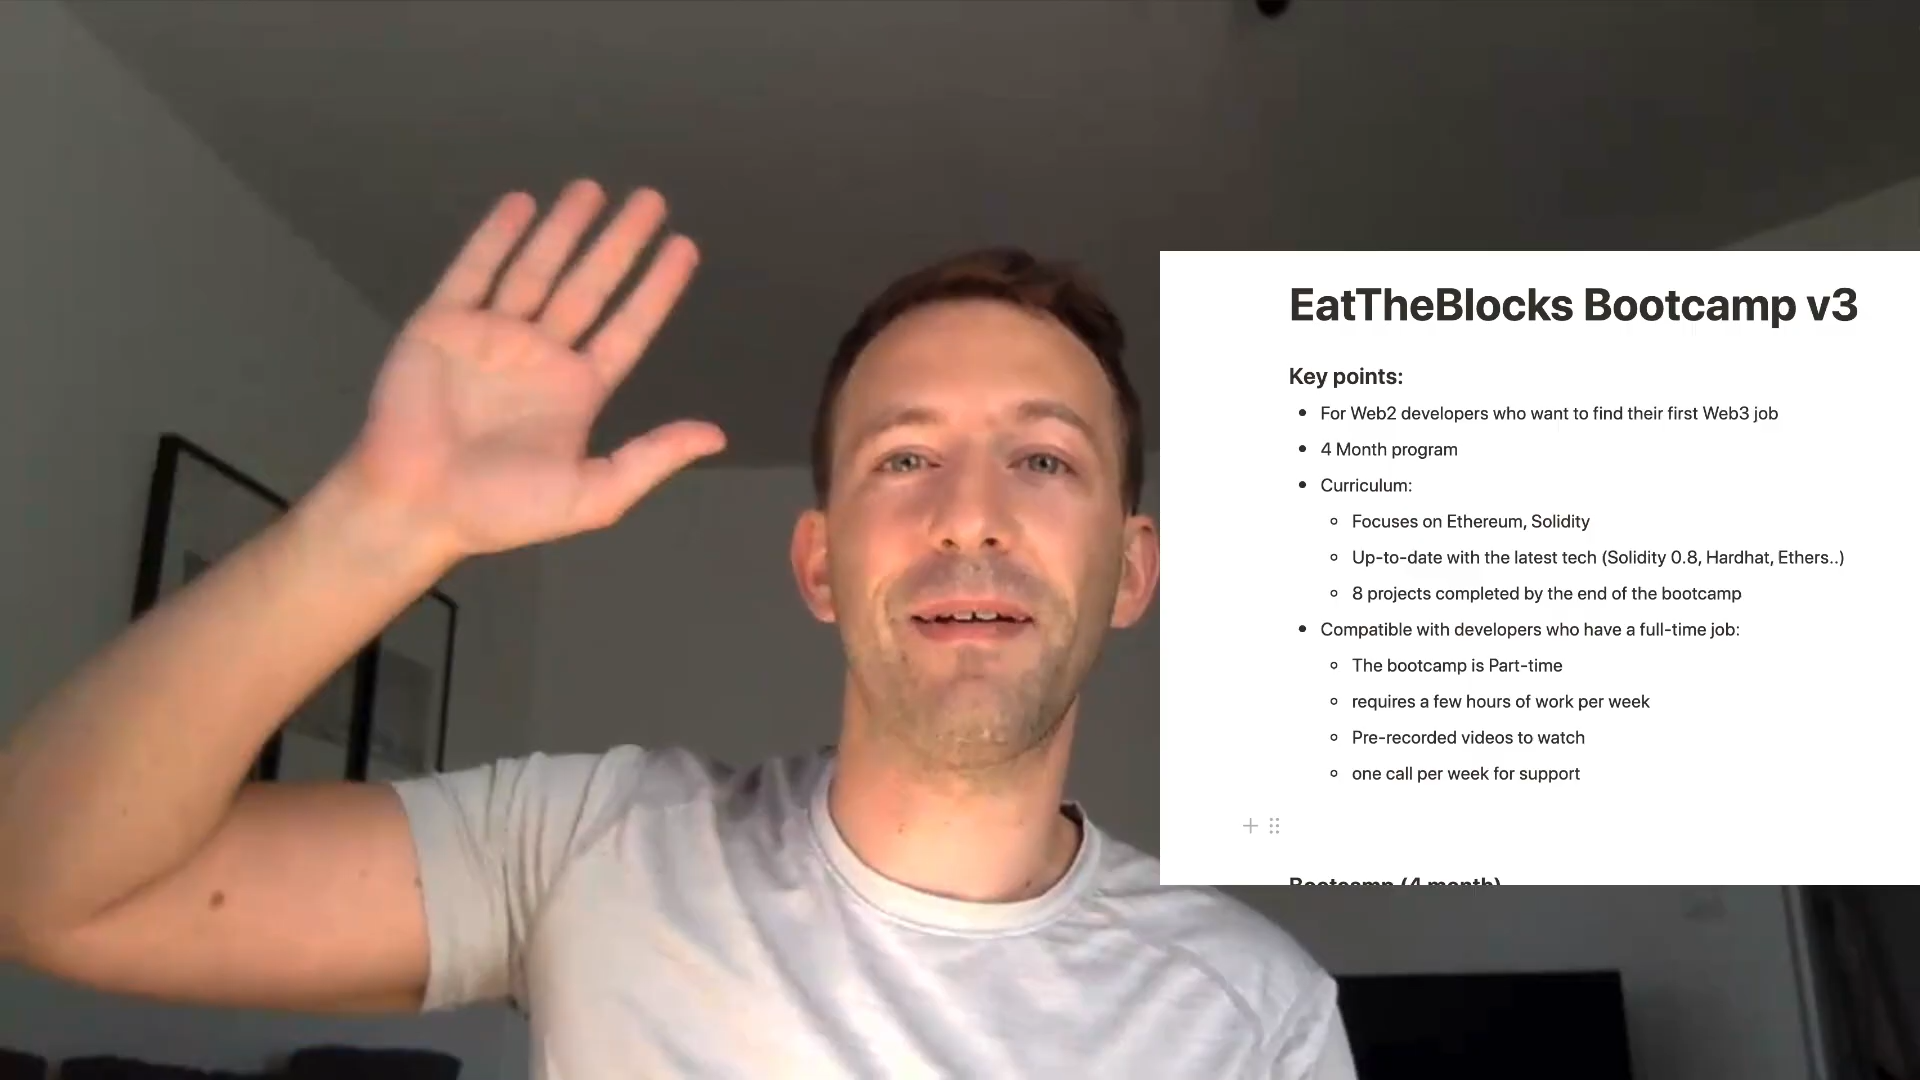 EatTheBlocks Bootcamp v3
Key points:
For Web2 developers who want to find their first Web3 job
4 Month program
Curriculum:
Focuses on Ethereum, Solidity
Up-to-date with the latest tech (Solidity 0.8, Hardhat, Ethers..)
8 projects completed by the end of the bootcamp
Compatible with developers who have a full-time job:
The bootcamp is Part-time
requires a few hours of work per week
Pre-recorded videos to watch
one call per week for support
Bootcamp (4 month)